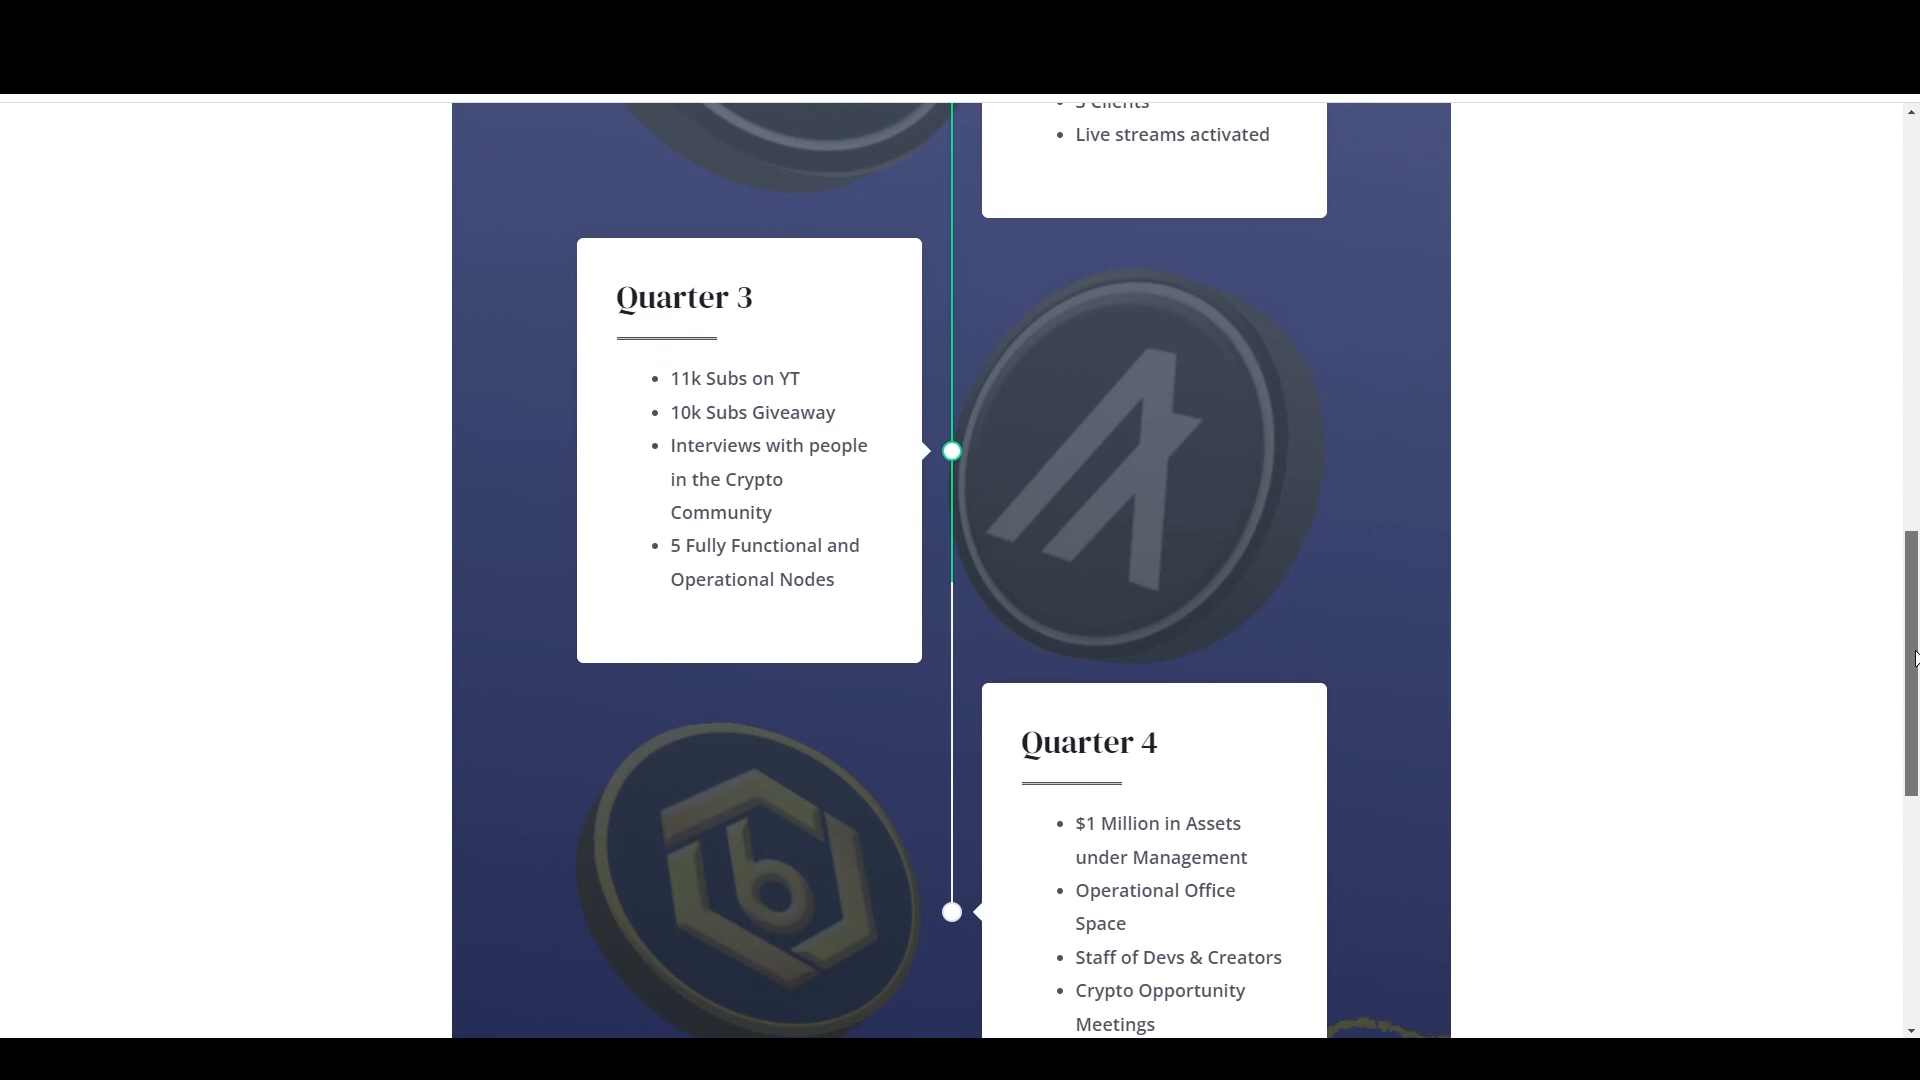 3 Clients
Live streams activated
Quarter 3
11k Subs on YT
10k Subs Giveaway
Interviews with people
in the Crypto
Community
5 Fully Functional and
Operational Nodes
Quarter 4
$1 Million in Assets
under Management
Operational Office
Space
Staff of Devs & Creators
Crypto Opportunity
Meetings